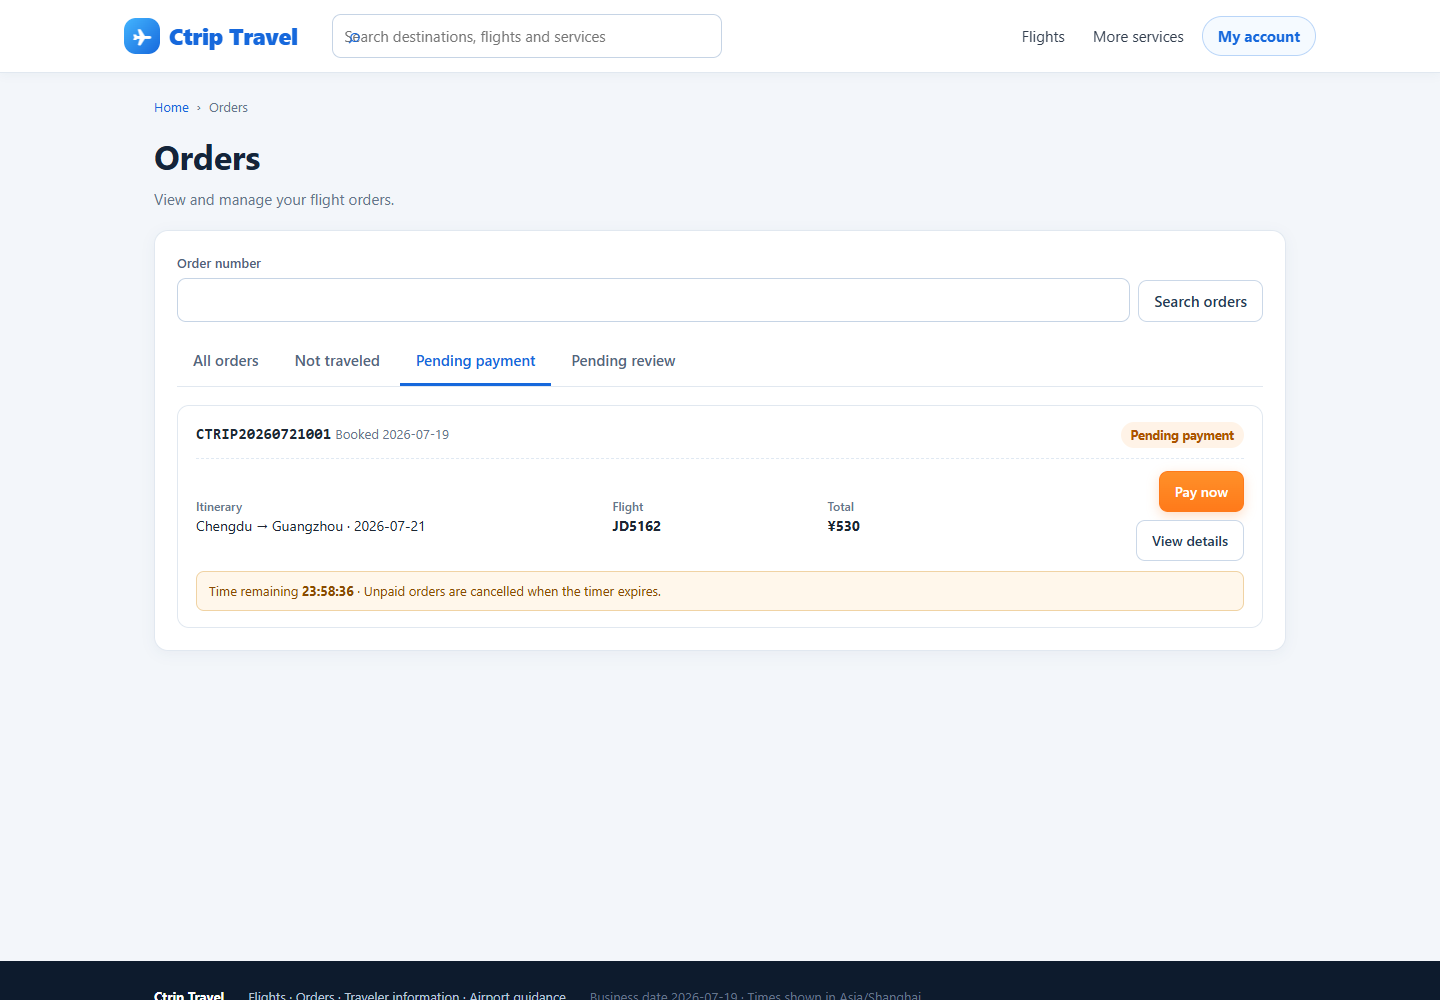 Ctrip Travel
Search destinations, flights and services
Flights
More services
My account
Home › Orders
Orders
View and manage your flight orders.
Order number
Search orders
All orders
Not traveled
Pending payment
Pending review
CTRIP20260721001 Booked 2026-07-19
Pending payment
Itinerary
Chengdu → Guangzhou · 2026-07-21
Flight
JD5162
Total
¥530
Pay now
View details
Time remaining 23:58:36 · Unpaid orders are cancelled when the timer expires.
Ctrip Travel
Flights · Orders · Traveler information · Airport guidance
Business date 2026-07-19 · Times shown in Asia/Shanghai